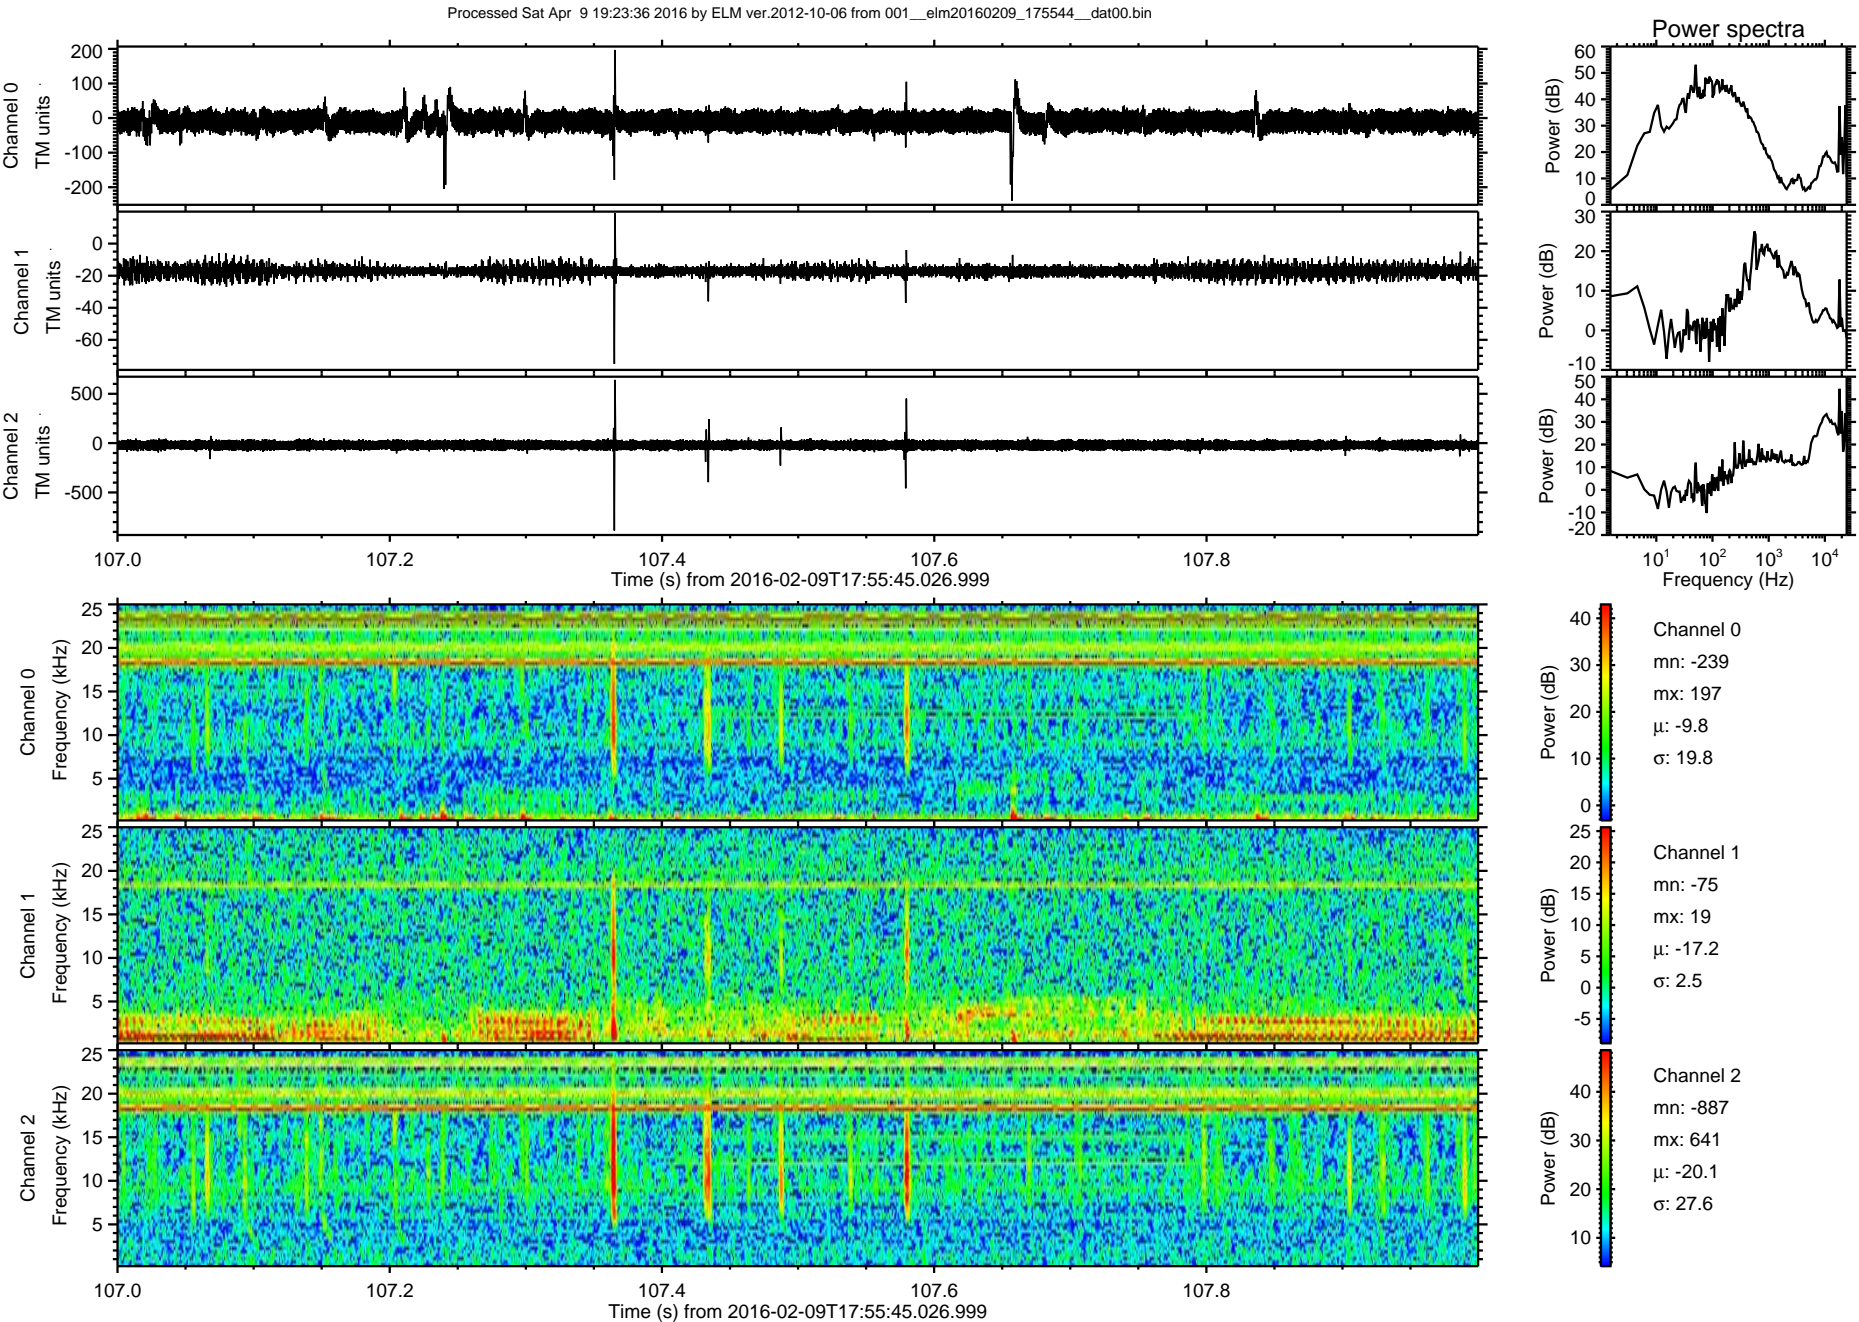 Processed Sat Apr 9 19:23:36 2016 by ELM ver.2012-10-06 from 001__elm20160209_175544__dat00.bin
Power spectra
Channel 0
TM units
200
100
0
-100
-200
Power (dB)
60
50
40
30
20
10
0
Channel 1
TM units
0
-20
-40
-60
Power (dB)
30
20
10
0
-10
Channel 2
TM units
500
0
-500
Power (dB)
50
40
30
20
10
0
-10
-20
107.0 107.2 107.4 107.6 107.8
Time (s) from 2016-02-09T17:55:45.026.999
10¹ 10² 10³ 10⁴
Frequency (Hz)
Channel 0
Frequency (kHz)
25
20
15
10
5
Power (dB)
40
30
20
10
0
Channel 0
mn: -239
mx: 197
μ: -9.8
σ: 19.8
Channel 1
Frequency (kHz)
25
20
15
10
5
Power (dB)
25
20
15
10
5
0
-5
Channel 1
mn: -75
mx: 19
μ: -17.2
σ: 2.5
Channel 2
Frequency (kHz)
25
20
15
10
5
Power (dB)
40
30
20
10
Channel 2
mn: -887
mx: 641
μ: -20.1
σ: 27.6
107.0 107.2 107.4 107.6 107.8
Time (s) from 2016-02-09T17:55:45.026.999